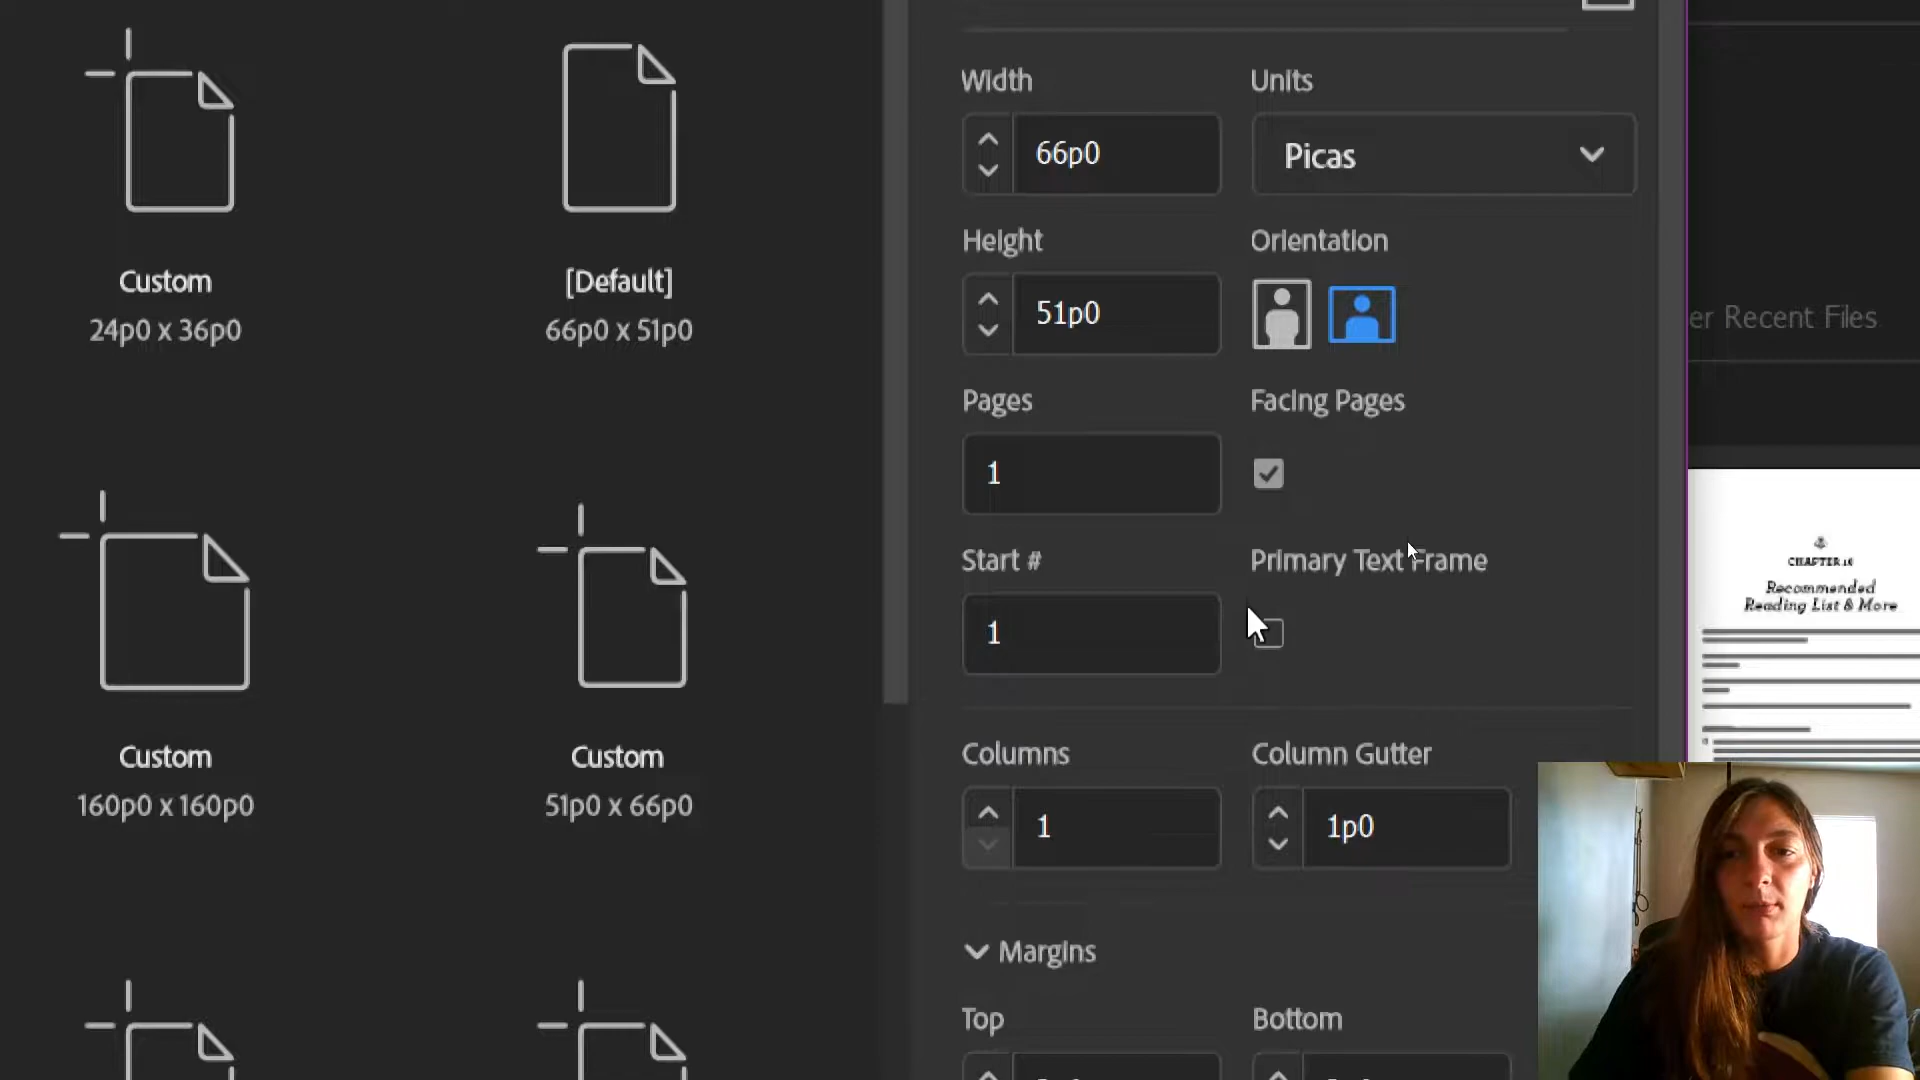 Width
Units
66p0
Picas
Height
Orientation
51p0
er Recent Files
Pages
Facing Pages
1
Start #
Primary Text Frame
1
Columns
Column Gutter
1
1p0
Margins
Top
Bottom
Custom
24p0 x 36p0
[Default]
66p0 x 51p0
Custom
160p0 x 160p0
Custom
51p0 x 66p0
CHAPTER 16
Recommended
Reading List & More